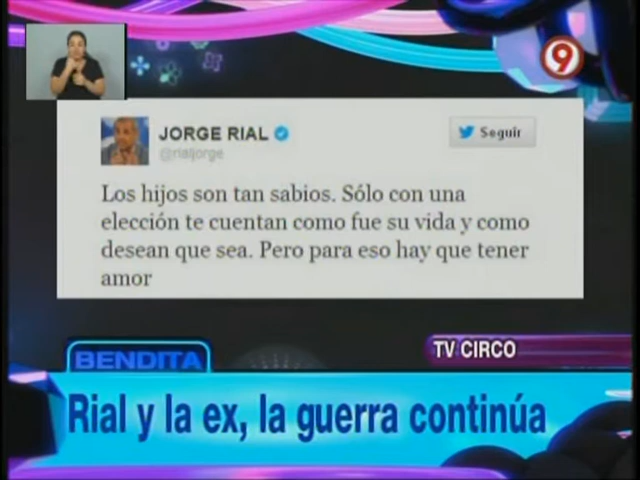 9
JORGE RIAL
@rialjorge
Seguir
Los hijos son tan sabios. Sólo con una
elección te cuentan como fue su vida y como
desean que sea. Pero para eso hay que tener
amor
TV CIRCO
BENDITA
Rial y la ex, la guerra continúa